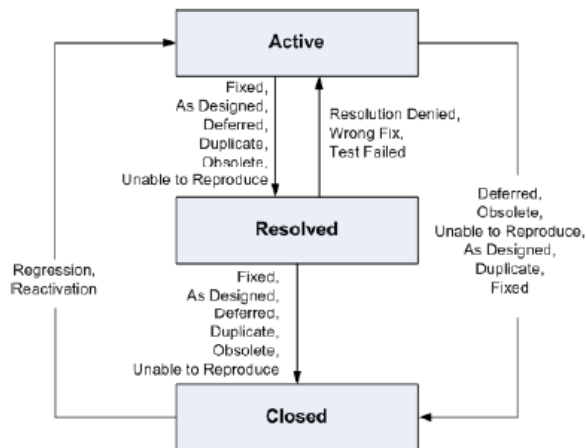 Active
Fixed,
As Designed,
Deferred,
Duplicate,
Obsolete,
Unable to Reproduce
Resolution Denied,
Wrong Fix,
Test Failed
Deferred,
Obsolete,
Unable to Reproduce,
As Designed,
Duplicate,
Fixed
Resolved
Regression,
Reactivation
Fixed,
As Designed,
Deferred,
Duplicate,
Obsolete,
Unable to Reproduce
Closed